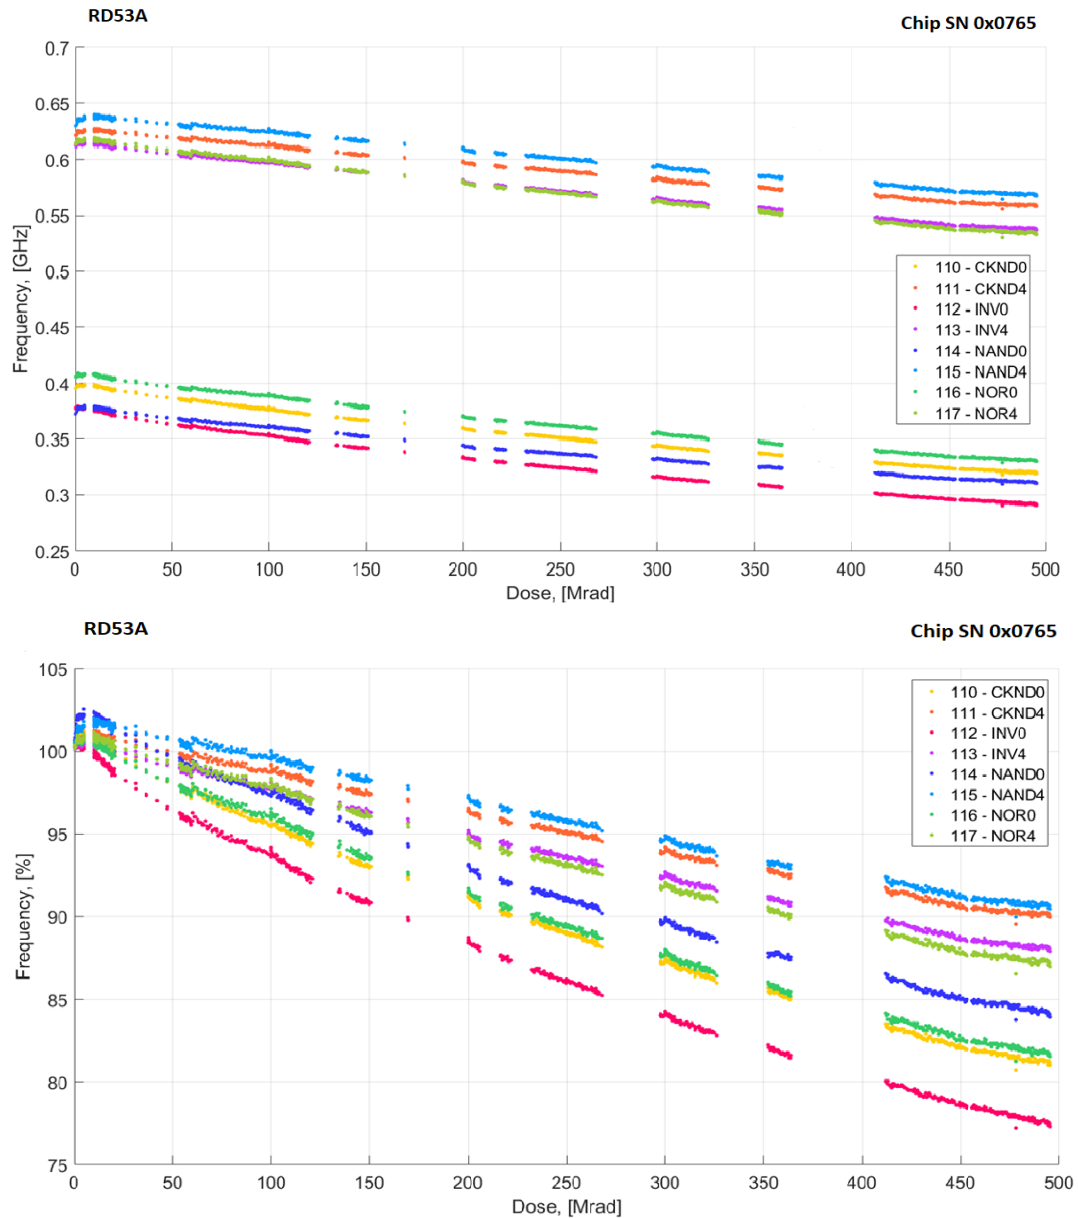 RD53A
Chip SN 0x0765
0.7
0.65
0.6
0.55
0.5
0.45
0.4
0.35
0.3
0.25
Frequency, [GHz]
110 - CKND0
111 - CKND4
112 - INV0
113 - INV4
114 - NAND0
115 - NAND4
116 - NOR0
117 - NOR4
0 50 100 150 200 250 300 350 400 450 500
Dose, [Mrad]
RD53A
Chip SN 0x0765
105
100
95
90
85
80
75
Frequency, [%]
110 - CKND0
111 - CKND4
112 - INV0
113 - INV4
114 - NAND0
115 - NAND4
116 - NOR0
117 - NOR4
0 50 100 150 200 250 300 350 400 450 500
Dose, [Mrad]